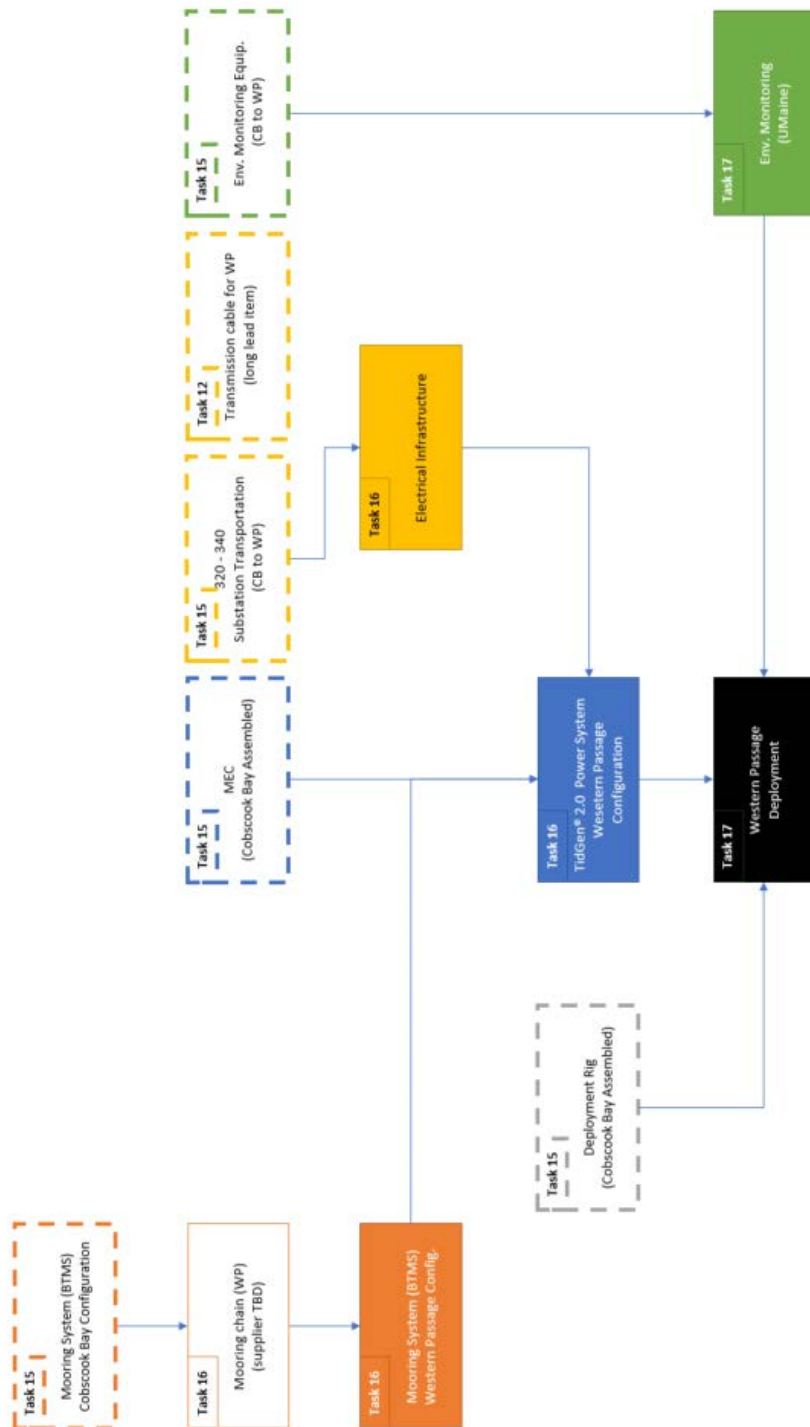 Task 15
Mooring System (BTMS)
Cobscook Bay Configuration
Task 16
Mooring chain (WP)
(supplier TBD)
Task 16
Mooring System (BTMS)
Western Passage Config.
Task 15
Deployment Rig
(Cobscook Bay Assembled)
Task 15
MEC
(Cobscook Bay Assembled)
Task 15
320 - 340
Substation Transportation
(CB to WP)
Task 12
Transmission cable for WP
(long lead item)
Task 15
Env. Monitoring Equip.
(CB to WP)
Task 16
Electrical Infrastructure
Task 16
TidGen® 2.0 Power System
Wesetern Passage
Configuration
Task 17
Western Passage
Deployment
Task 17
Env. Monitoring
(UMaine)